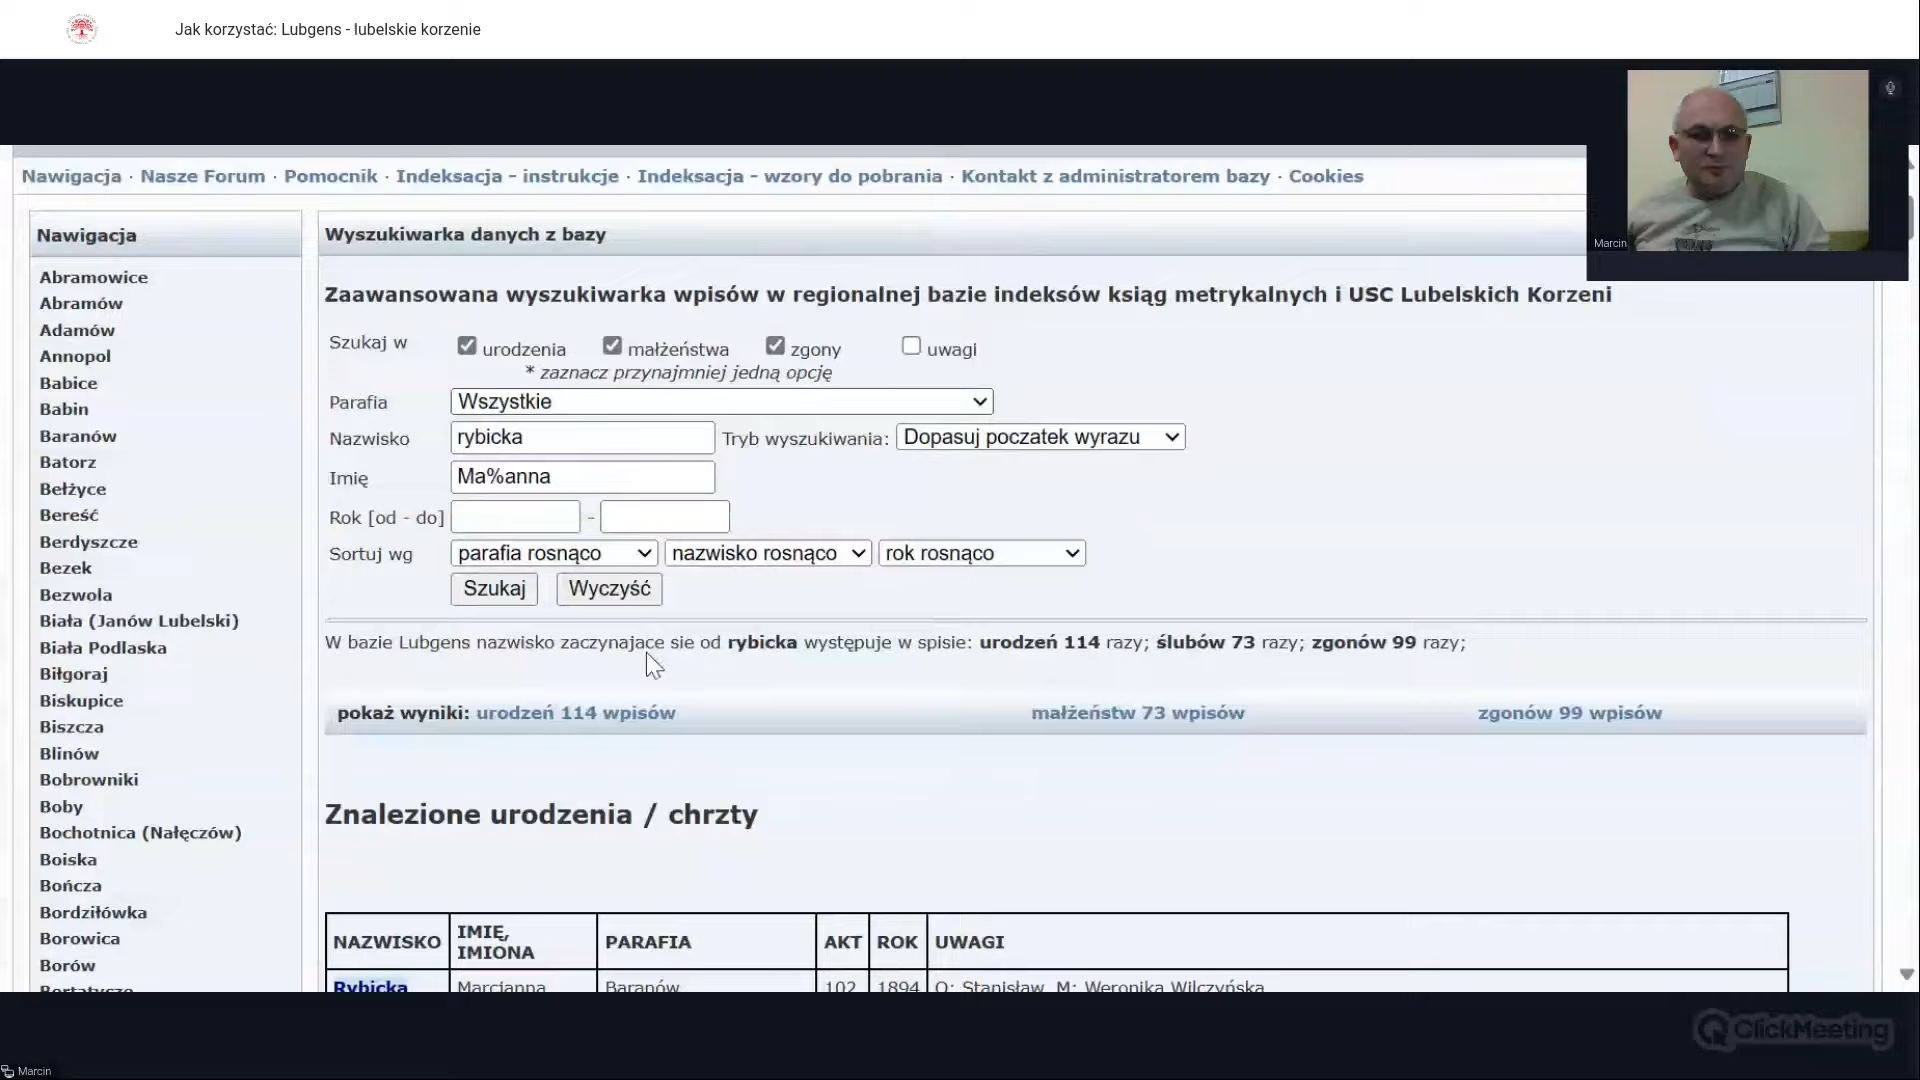 Jak korzystać: Lubgens - lubelskie korzenie
Marcin
Nawigacja · Nasze Forum · Pomocnik · Indeksacja - instrukcje · Indeksacja - wzory do pobrania · Kontakt z administratorem bazy · Cookies
Nawigacja
Abramowice
Abramów
Adamów
Annopol
Babice
Babin
Baranów
Batorz
Bełżyce
Bereść
Berdyszcze
Bezek
Bezwola
Biała (Janów Lubelski)
Biała Podlaska
Biłgoraj
Biskupice
Biszcza
Blinów
Bobrowniki
Boby
Bochotnica (Nałęczów)
Boiska
Bończa
Bordziłówka
Borowica
Borów
Bortatycze
Wyszukiwarka danych z bazy
Zaawansowana wyszukiwarka wpisów w regionalnej bazie indeksów ksiąg metrykalnych i USC Lubelskich Korzeni
Szukaj w urodzenia małżeństwa zgony uwagi
* zaznacz przynajmniej jedną opcję
Parafia Wszystkie
Nazwisko rybicka Tryb wyszukiwania: Dopasuj poczatek wyrazu
Imię Ma%anna
Rok [od - do] -
Sortuj wg parafia rosnąco nazwisko rosnąco rok rosnąco
Szukaj Wyczyść
W bazie Lubgens nazwisko zaczynające sie od rybicka występuje w spisie: urodzeń 114 razy; ślubów 73 razy; zgonów 99 razy;
pokaż wyniki: urodzeń 114 wpisów małżeństw 73 wpisów zgonów 99 wpisów
Znalezione urodzenia / chrzty
NAZWISKO IMIĘ, IMIONA PARAFIA AKT ROK UWAGI
Rybicka Marcjanna Baranów 102 1894 O: Stanisław, M: Weronika Wilczyńska
ClickMeeting
Marcin